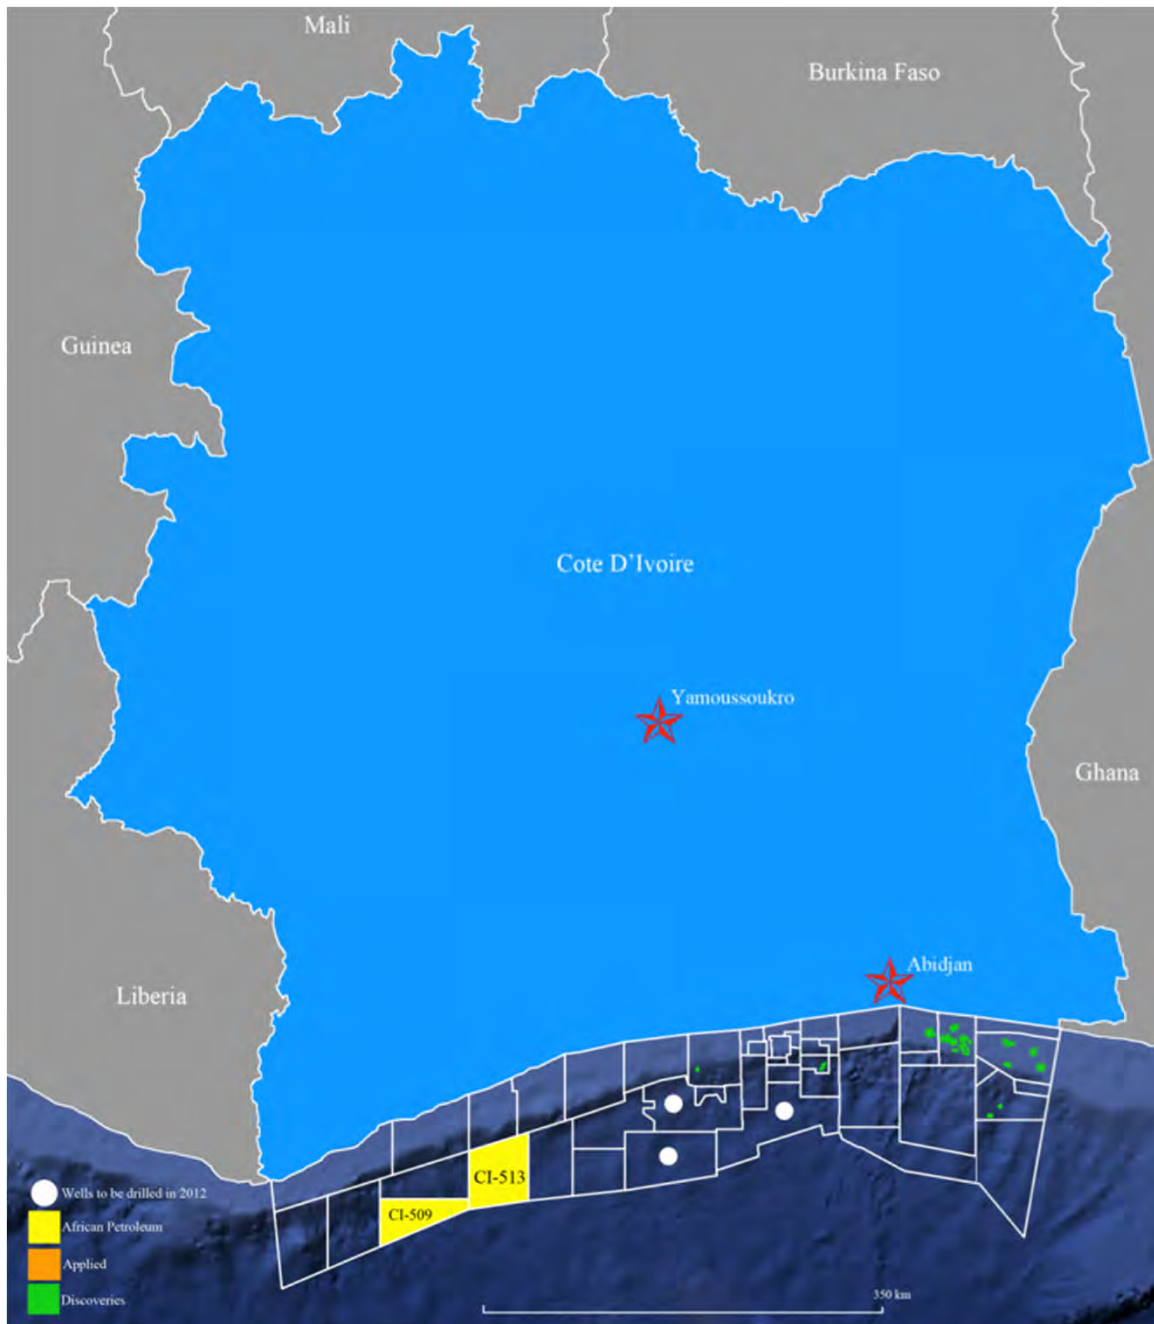 Mali
Burkina Faso
Guinea
Cote D'Ivoire
Yamoussoukro
Ghana
Abidjan
Liberia
CI-513
CI-509
Wells to be drilled in 2012
African Petroleum
Applied
Discoveries
350 km